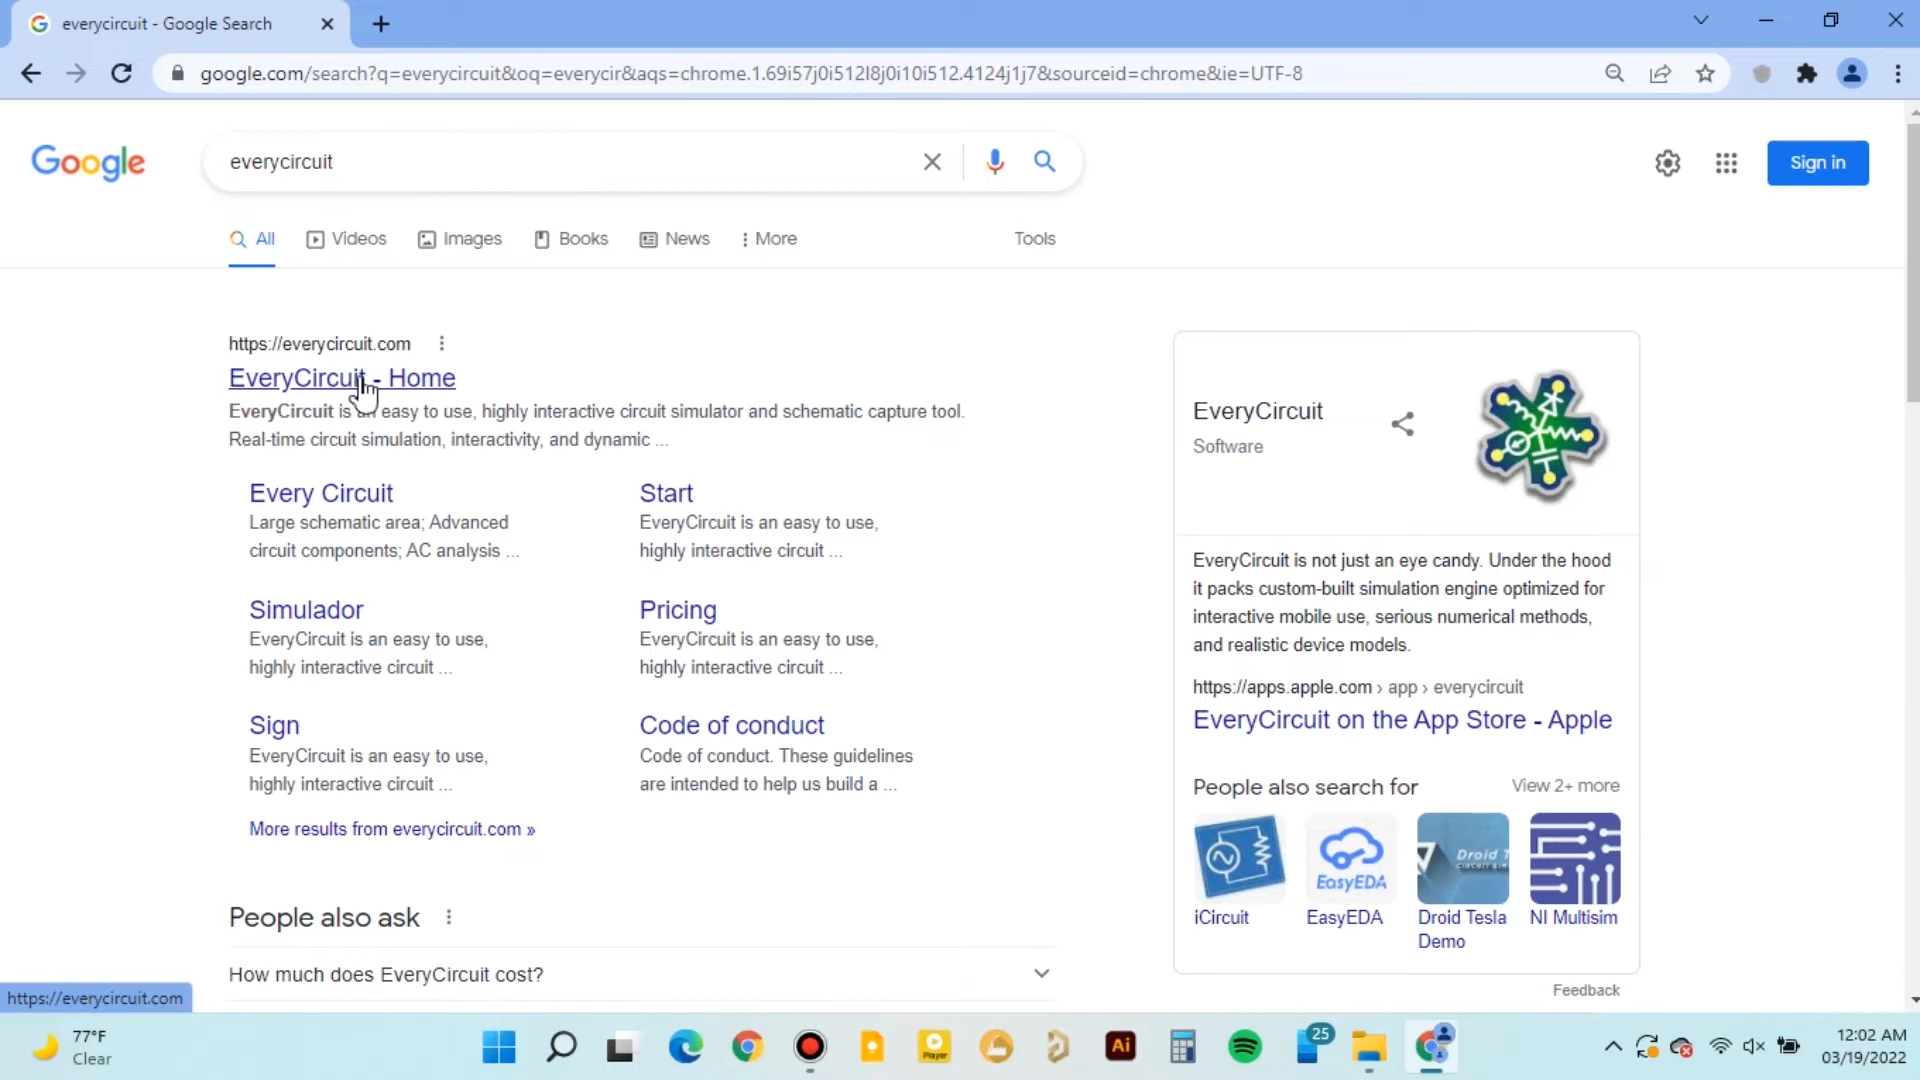 everycircuit - Google Search
google.com/search?q=everycircuit&oq=everycir&aqs=chrome.1.69i57j0i512l8j0i10i512.4124j1j7&sourceid=chrome&ie=UTF-8
Google
everycircuit
Sign in
All
Videos
Images
Books
News
More
Tools
https://everycircuit.com
EveryCircuit - Home
EveryCircuit is an easy to use, highly interactive circuit simulator and schematic capture tool.
Real-time circuit simulation, interactivity, and dynamic ...
Every Circuit
Large schematic area; Advanced
circuit components; AC analysis ...
Start
EveryCircuit is an easy to use,
highly interactive circuit ...
Simulador
EveryCircuit is an easy to use,
highly interactive circuit ...
Pricing
EveryCircuit is an easy to use,
highly interactive circuit ...
Sign
EveryCircuit is an easy to use,
highly interactive circuit ...
Code of conduct
Code of conduct. These guidelines
are intended to help us build a ...
More results from everycircuit.com »
People also ask
How much does EveryCircuit cost?
EveryCircuit
Software
EveryCircuit is not just an eye candy. Under the hood
it packs custom-built simulation engine optimized for
interactive mobile use, serious numerical methods,
and realistic device models.
https://apps.apple.com › app › everycircuit
EveryCircuit on the App Store - Apple
People also search for
View 2+ more
EasyEDA
Droid T
iCircuit
EasyEDA
Droid Tesla
Demo
NI Multisim
Feedback
https://everycircuit.com
77°F
Clear
Player
Ai
25
12:02 AM
03/19/2022